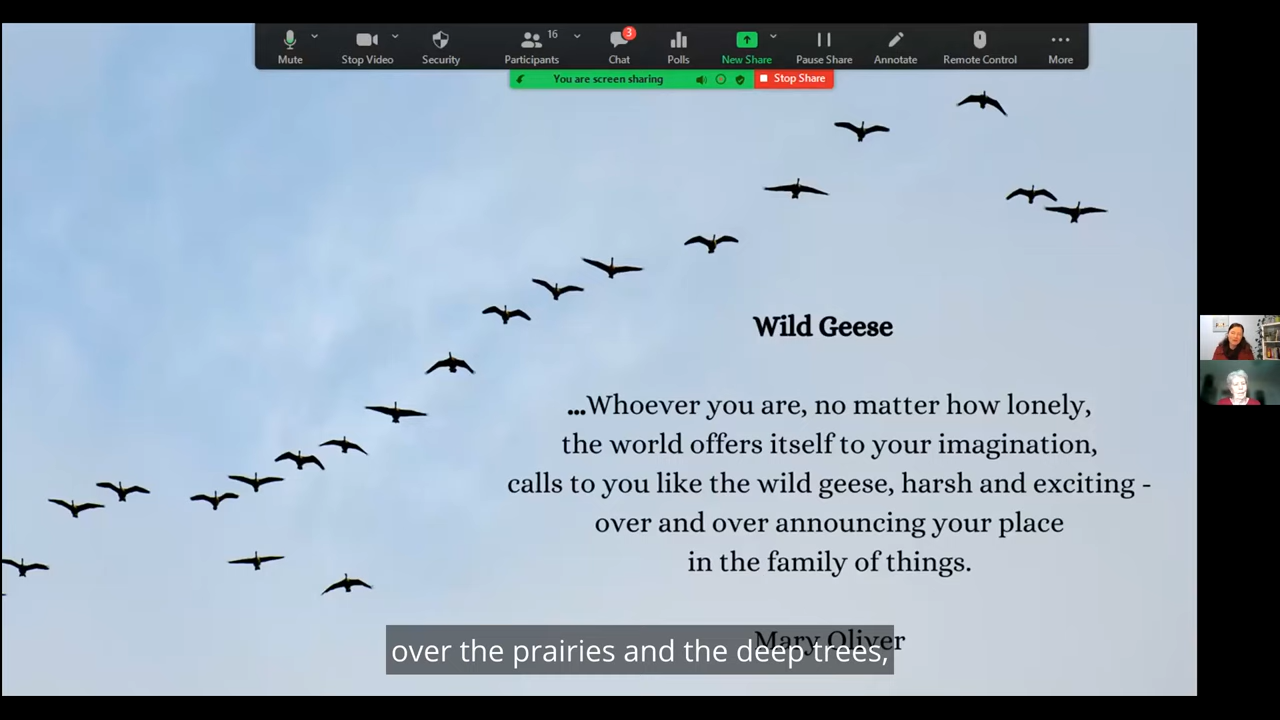 16
3
Mute
Stop Video
Security
Participants
Chat
Polls
New Share
Pause Share
Annotate
Remote Control
More
You are screen sharing
Stop Share
Wild Geese
...Whoever you are, no matter how lonely,
the world offers itself to your imagination,
calls to you like the wild geese, harsh and exciting -
over and over announcing your place
in the family of things.
Mary Oliver
over the prairies and the deep trees,